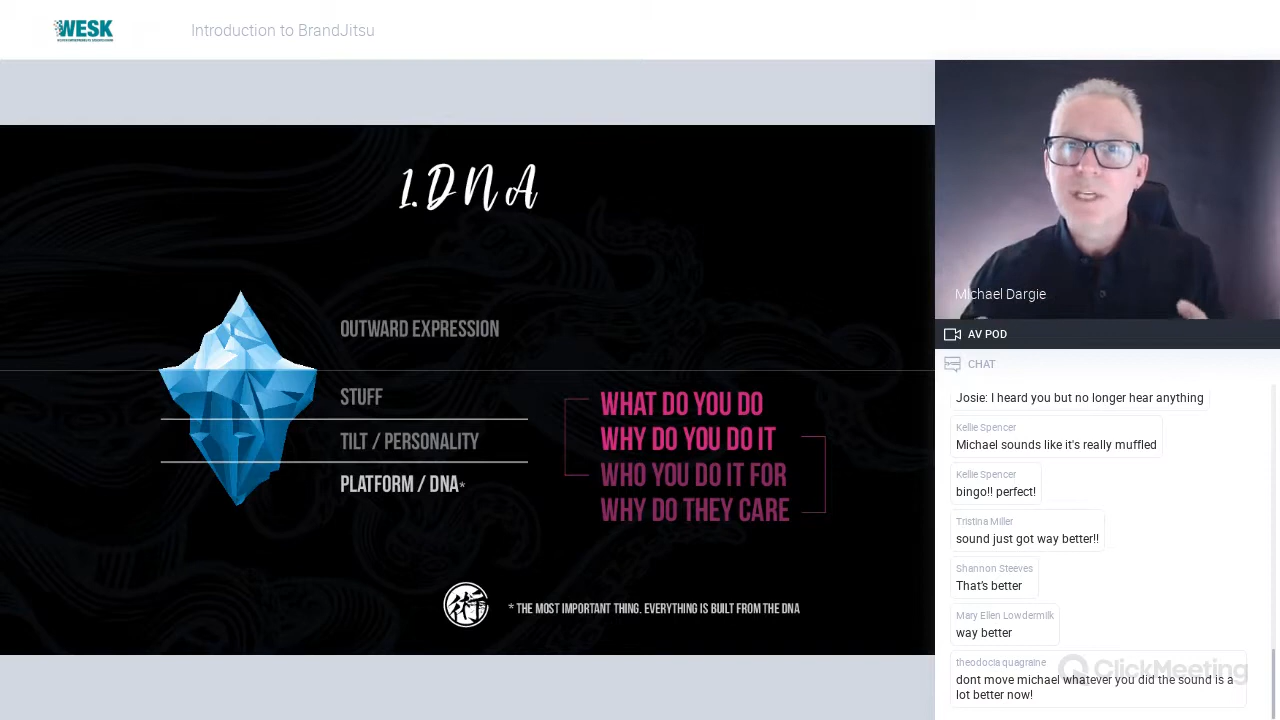 WESK
Introduction to BrandJitsu
1. DNA
OUTWARD EXPRESSION
STUFF
TILT / PERSONALITY
PLATFORM / DNA*
WHAT DO YOU DO
WHY DO YOU DO IT
WHO YOU DO IT FOR
WHY DO THEY CARE
術
* THE MOST IMPORTANT THING. EVERYTHING IS BUILT FROM THE DNA
Michael Dargie
AV POD
CHAT
Josie: I heard you but no longer hear anything
Kellie Spencer
Michael sounds like it's really muffled
Kellie Spencer
bingo!! perfect!
Tristina Miller
sound just got way better!!
Shannon Steeves
That's better
Mary Ellen Lowdermilk
way better
theodocia quagraine
ClickMeeting
dont move michael whatever you did the sound is a
lot better now!